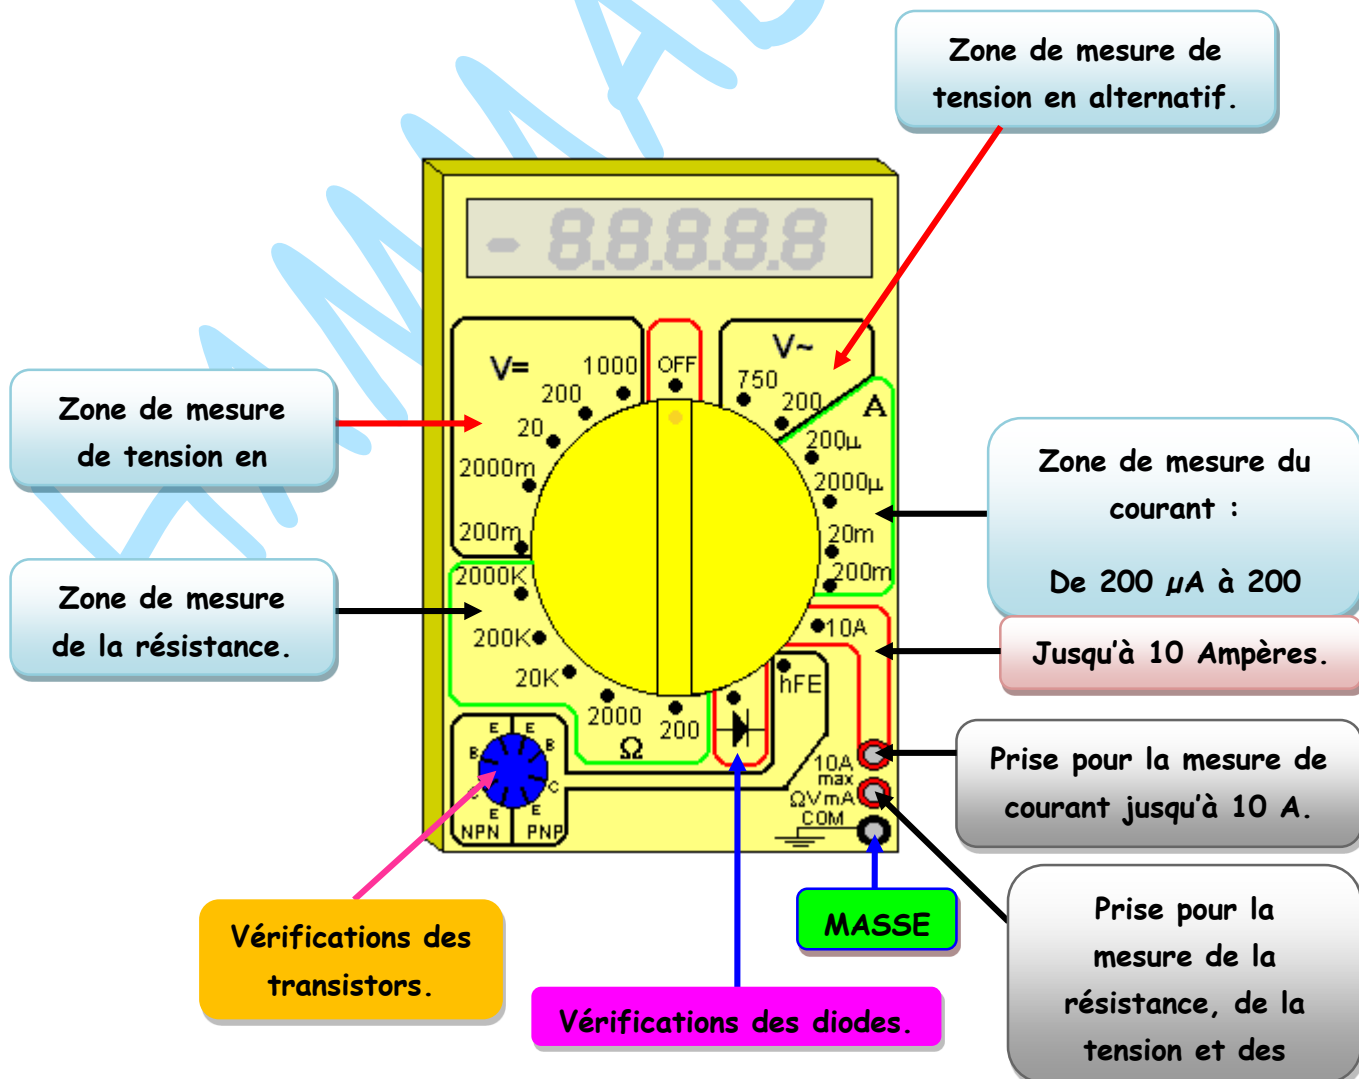 Zone de mesure de
tension en alternatif.
- 8.8.8.8.8
V=
1000
OFF
V~
750
200
200
20
2000m
200m
A
200µ
2000µ
20m
200m
Zone de mesure
de tension en
Zone de mesure du
courant :
De 200 µA à 200
Zone de mesure
de la résistance.
2000K
200K
20K
2000
200
Ω
10A
hFE
Jusqu'à 10 Ampères.
E
E
B
B
C
C
E
E
NPN
PNP
10A
max
ΩVmA
COM
Prise pour la mesure de
courant jusqu'à 10 A.
MASSE
Vérifications des
transistors.
Vérifications des diodes.
Prise pour la
mesure de la
résistance, de la
tension et des